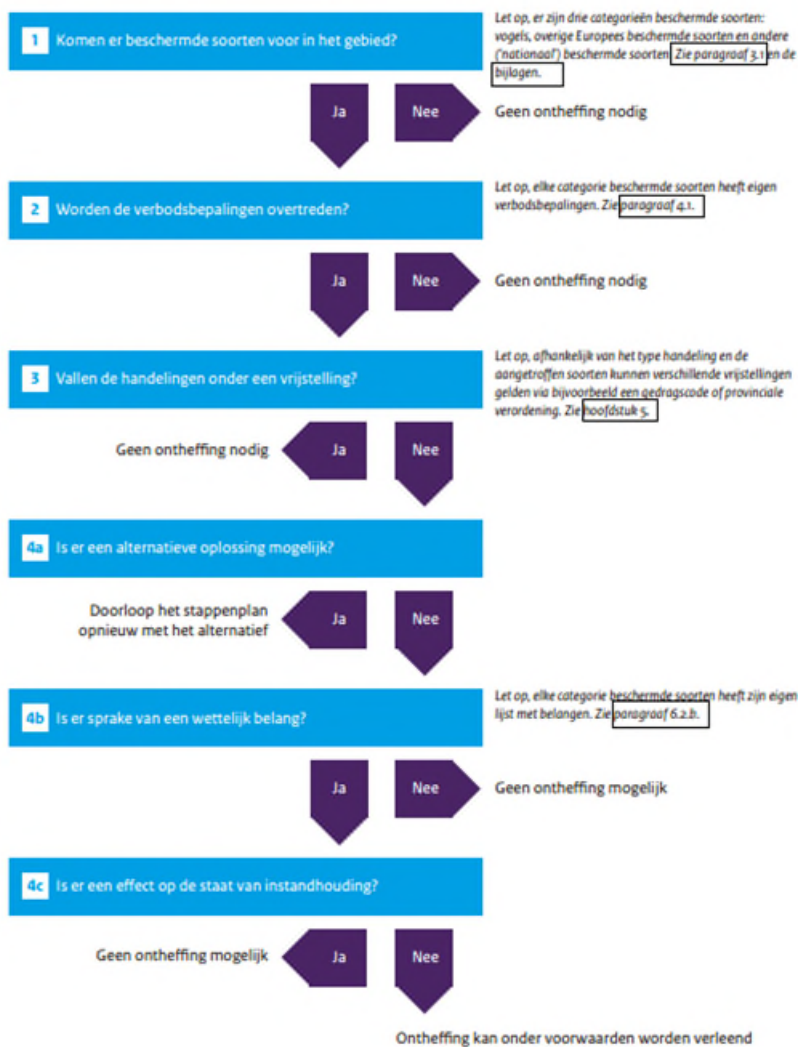 1 Komen er beschermde soorten voor in het gebied?
Let op, er zijn drie categorieën beschermde soorten:
vogels, overige Europees beschermde soorten en andere
('nationaal') beschermde soorten. Zie paragraaf 3.1 en de
bijlagen.
Ja
Nee
Geen ontheffing nodig
2 Worden de verbodsbepalingen overtreden?
Let op, elke categorie beschermde soorten heeft eigen
verbodsbepalingen. Zie paragraaf 4.1.
Ja
Nee
Geen ontheffing nodig
3 Vallen de handelingen onder een vrijstelling?
Let op, afhankelijk van het type handeling en de
aangetroffen soorten kunnen verschillende vrijstellingen
gelden via bijvoorbeeld een gedragscode of provinciale
verordening. Zie hoofdstuk 5.
Geen ontheffing nodig
Ja
Nee
4a Is er een alternatieve oplossing mogelijk?
Doorloop het stappenplan
opnieuw met het alternatief
Ja
Nee
4b Is er sprake van een wettelijk belang?
Let op, elke categorie beschermde soorten heeft zijn eigen
lijst met belangen. Zie paragraaf 6.2.b.
Ja
Nee
Geen ontheffing mogelijk
4c Is er een effect op de staat van instandhouding?
Geen ontheffing mogelijk
Ja
Nee
Ontheffing kan onder voorwaarden worden verleend